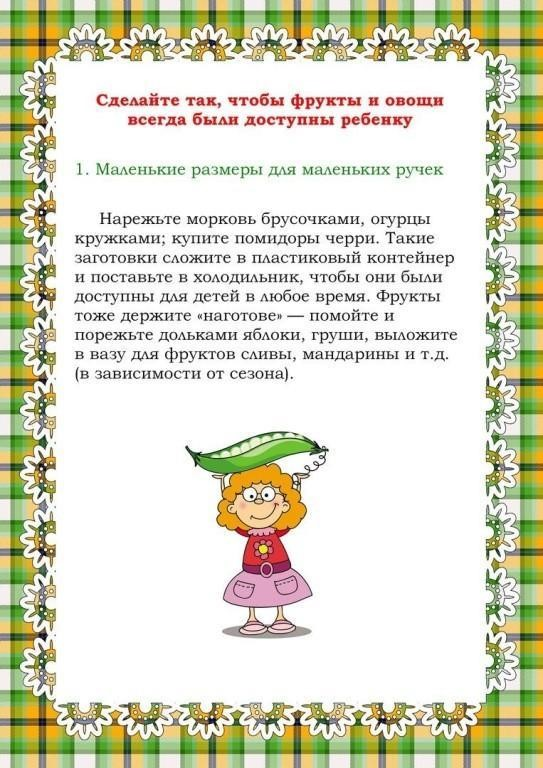 Сделайте так, чтобы фрукты и овощи
всегда были доступны ребенку
1. Маленькие размеры для маленьких ручек
Нарежьте морковь брусочками, огурцы
кружками; купите помидоры черри. Такие
заготовки сложите в пластиковый контейнер
и поставьте в холодильник, чтобы они были
доступны для детей в любое время. Фрукты
тоже держите «наготове» — помойте и
порежьте дольками яблоки, груши, выложите
в вазу для фруктов сливы, мандарины и т.д.
(в зависимости от сезона).